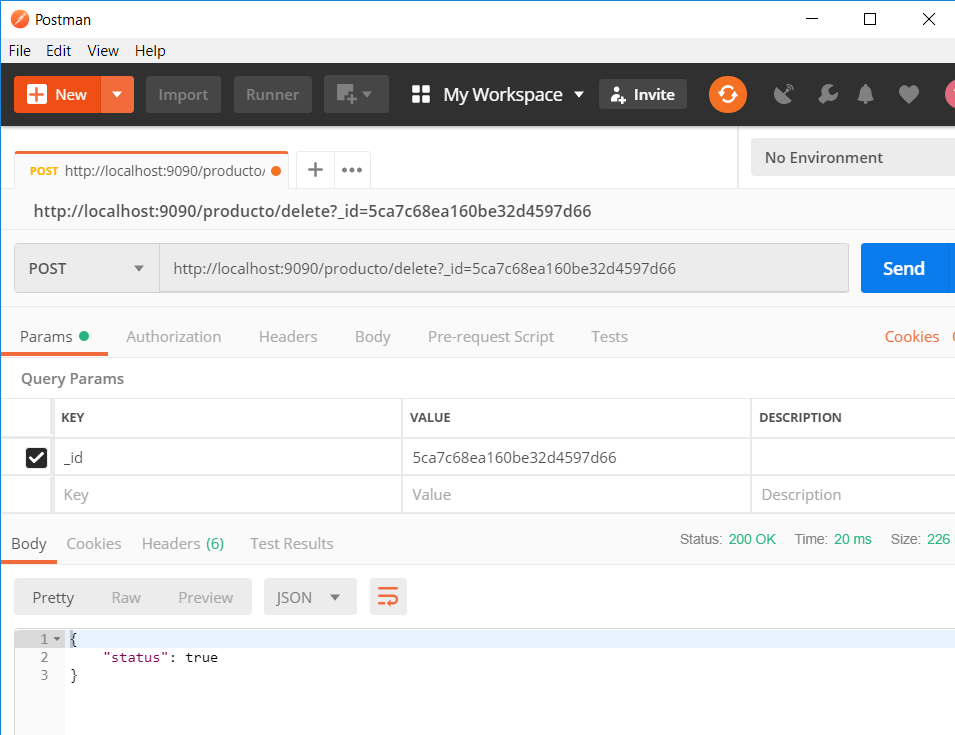 Postman
File Edit View Help
New Import Runner My Workspace Invite
POST http://localhost:9090/producto/ No Environment
http://localhost:9090/producto/delete?_id=5ca7c68ea160be32d4597d66
POST http://localhost:9090/producto/delete?_id=5ca7c68ea160be32d4597d66 Send
Params Authorization Headers Body Pre-request Script Tests Cookies
Query Params
KEY VALUE DESCRIPTION
_id 5ca7c68ea160be32d4597d66
Key Value Description
Body Cookies Headers (6) Test Results Status: 200 OK Time: 20 ms Size: 226
Pretty Raw Preview JSON
1 {
2 "status": true
3 }